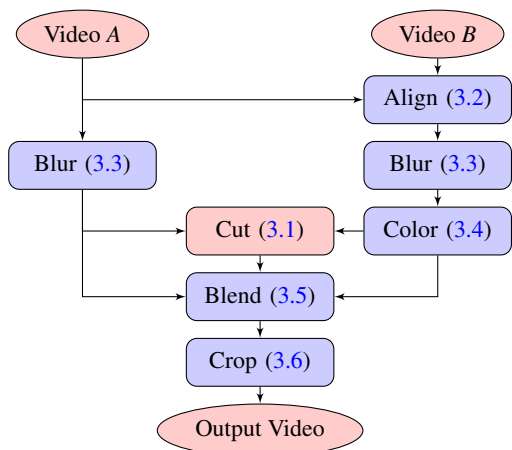 Video A
Video B
Align (3.2)
Blur (3.3)
Blur (3.3)
Cut (3.1)
Color (3.4)
Blend (3.5)
Crop (3.6)
Output Video